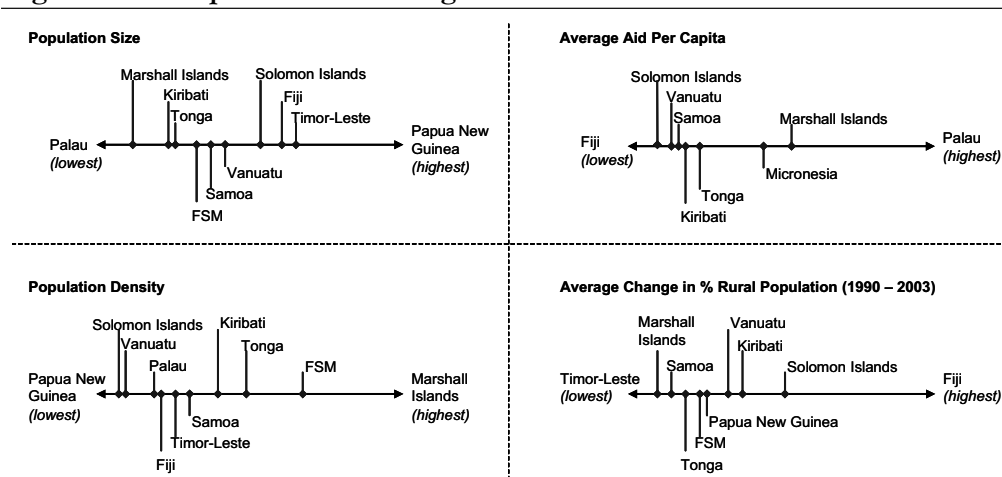 Population Size
Marshall Islands
Solomon Islands
Kiribati
Fiji
Tonga
Timor-Leste
Palau
(lowest)
Papua New
Guinea
(highest)
Vanuatu
Samoa
FSM
Average Aid Per Capita
Solomon Islands
Vanuatu
Samoa
Marshall Islands
Fiji
(lowest)
Palau
(highest)
Micronesia
Tonga
Kiribati
Population Density
Solomon Islands
Kiribati
Vanuatu
Tonga
Palau
FSM
Papua New
Guinea
(lowest)
Marshall
Islands
(highest)
Samoa
Timor-Leste
Fiji
Average Change in % Rural Population (1990 – 2003)
Marshall
Islands
Vanuatu
Kiribati
Samoa
Solomon Islands
Timor-Leste
(lowest)
Fiji
(highest)
Papua New Guinea
FSM
Tonga